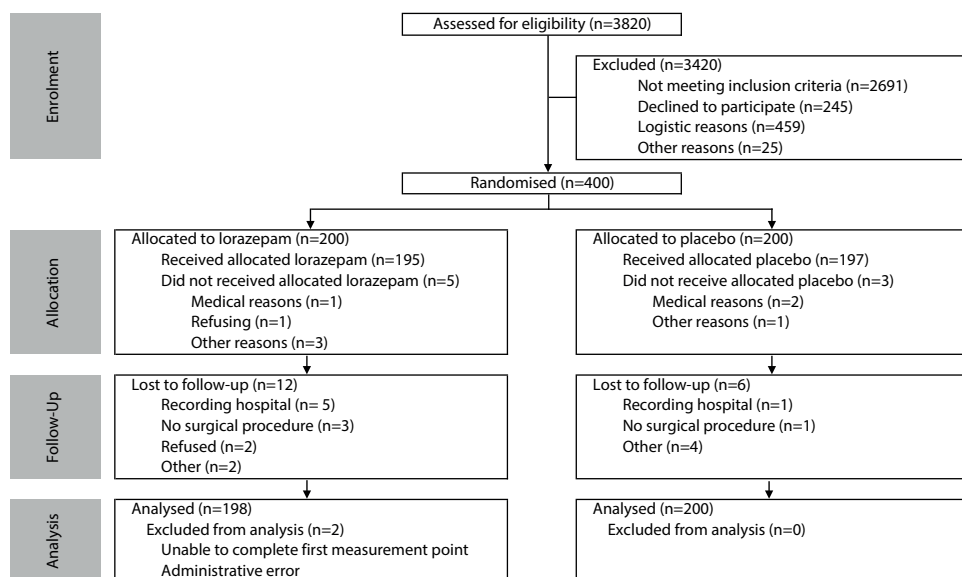 Enrolment
Assessed for eligibility (n=3820)
Excluded (n=3420)
Not meeting inclusion criteria (n=2691)
Declined to participate (n=245)
Logistic reasons (n=459)
Other reasons (n=25)
Randomised (n=400)
Allocation
Allocated to lorazepam (n=200)
Received allocated lorazepam (n=195)
Did not received allocated lorazepam (n=5)
Medical reasons (n=1)
Refusing (n=1)
Other reasons (n=3)
Allocated to placebo (n=200)
Received allocated placebo (n=197)
Did not receive allocated placebo (n=3)
Medical reasons (n=2)
Other reasons (n=1)
Follow-Up
Lost to follow-up (n=12)
Recording hospital (n= 5)
No surgical procedure (n=3)
Refused (n=2)
Other (n=2)
Lost to follow-up (n=6)
Recording hospital (n=1)
No surgical procedure (n=1)
Other (n=4)
Analysis
Analysed (n=198)
Excluded from analysis (n=2)
Unable to complete first measurement point
Administrative error
Analysed (n=200)
Excluded from analysis (n=0)